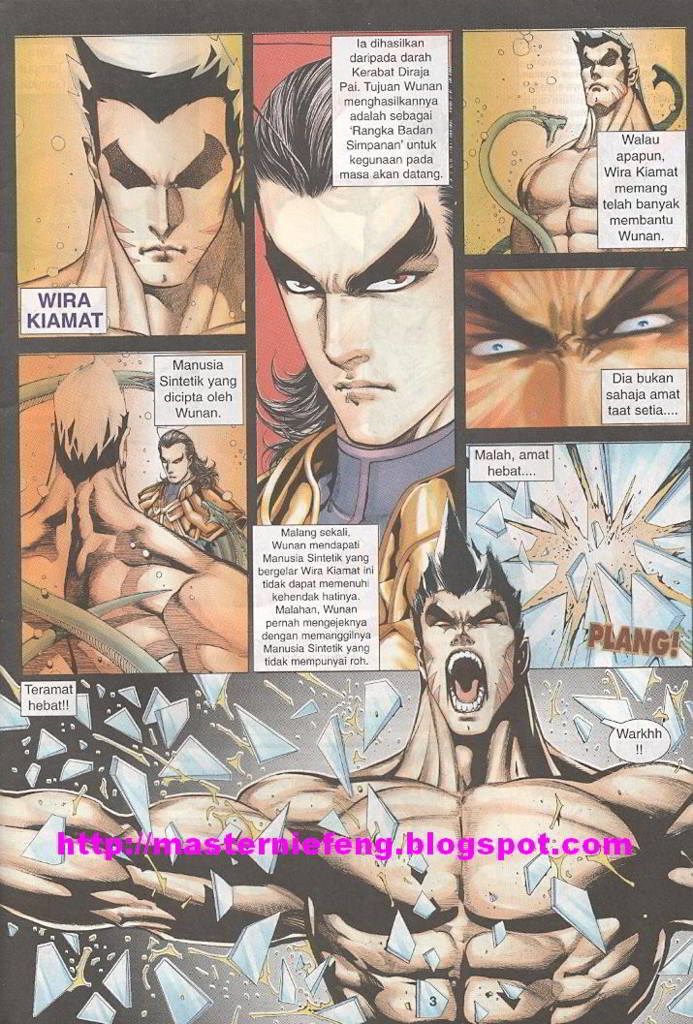 WIRA
KIAMAT
Ia dihasilkan
daripada darah
Kerabat Diraja
Pai. Tujuan Wunan
menghasilkannya
adalah sebagai
'Rangka Badan
Simpanan' untuk
kegunaan pada
masa akan datang.
Walau
apapun,
Wira Kiamat
memang
telah banyak
membantu
Wunan.
Manusia
Sintetik yang
dicipta oleh
Wunan.
Malang sekali,
Wunan mendapati
Manusia Sintetik yang
bergelar Wira Kiamat ini
tidak dapat memenuhi
kehendak hatinya.
Malahan, Wunan
pernah mengejeknya
dengan memanggilnya
Manusia Sintetik yang
tidak mempunyai roh.
Dia bukan
sahaja amat
taat setia....
Malah, amat
hebat....
PLANG!
Teramat
hebat!!
Warkhh
!!
http://masterniefeng.blogspot.com
3